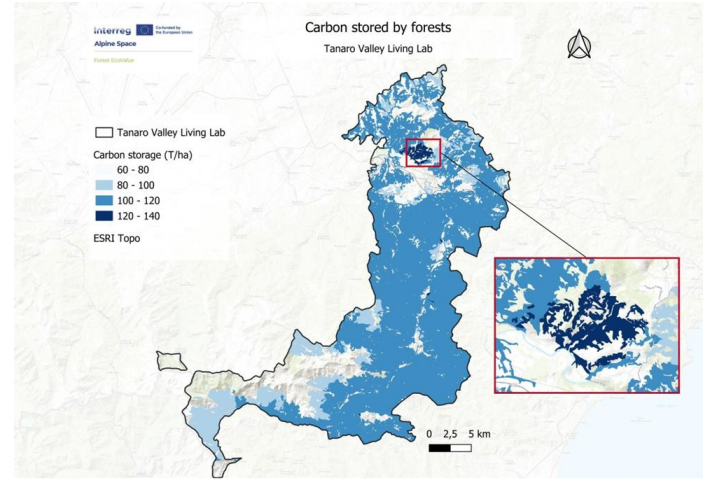 Interreg
Co-funded by
the European Union
Alpine Space
Forest EcoValue
Carbon stored by forests
Tanaro Valley Living Lab
Tanaro Valley Living Lab
Carbon storage (T/ha)
60 - 80
80 - 100
100 - 120
120 - 140
ESRI Topo
0 2,5 5 km